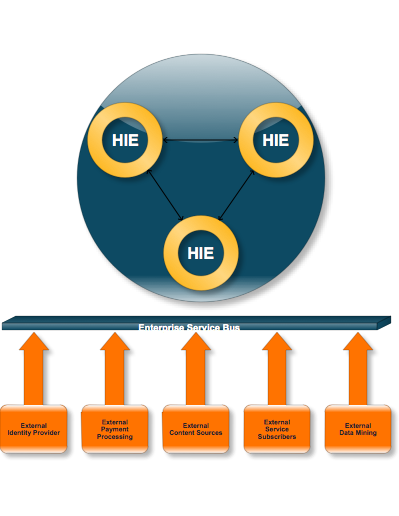 HIE
HIE
HIE
Enterprise Service Bus
External
Identity Provider
External
Payment
Processing
External
Content Sources
External
Service
Subscribers
External
Data Mining